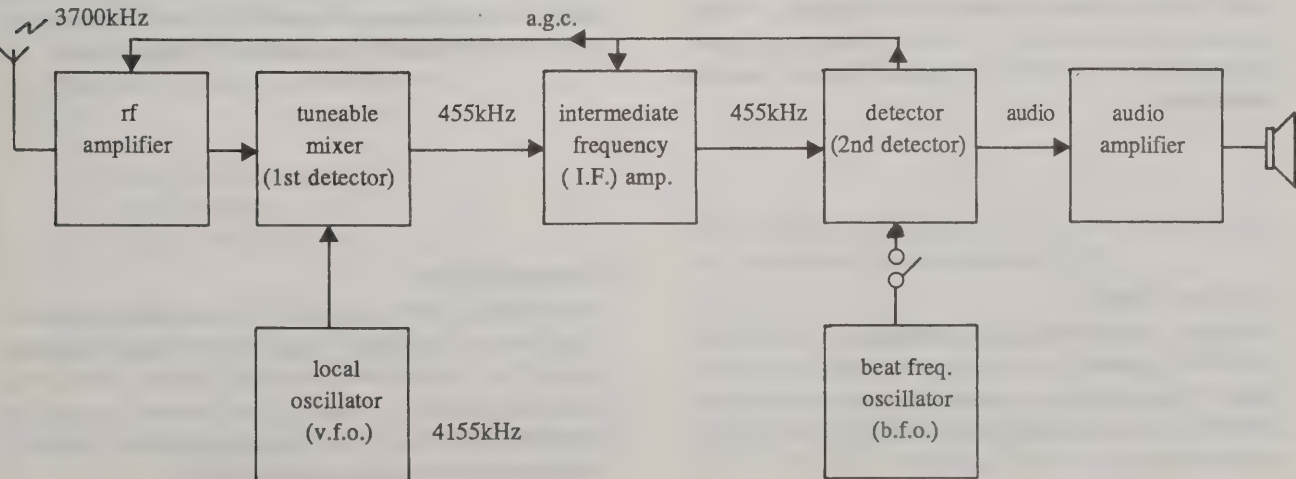 3700kHz
a.g.c.
rf
amplifier
tuneable
mixer
(1st detector)
455kHz
intermediate
frequency
( I.F.) amp.
455kHz
detector
(2nd detector)
audio
audio
amplifier
local
oscillator
(v.f.o.)
4155kHz
beat freq.
oscillator
(b.f.o.)